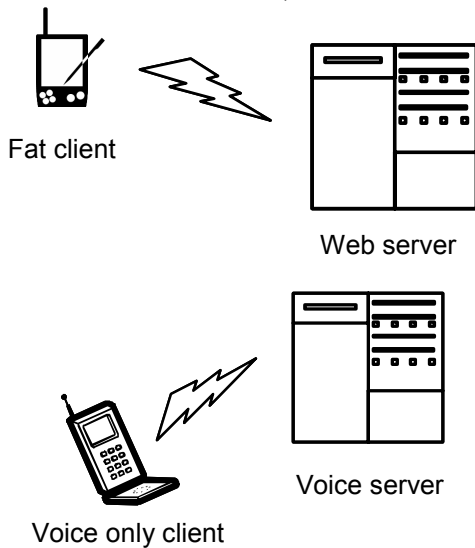 Fat client
Web server
Voice server
Voice only client